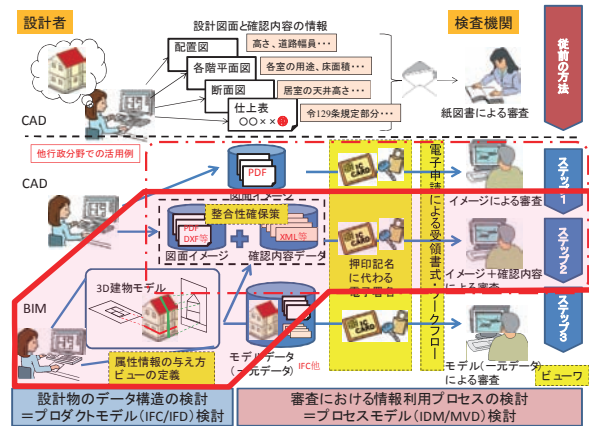 設計者
設計図面と確認内容の情報
検査機関
従前の方法
配置図
高さ、道路幅員・・・
各階平面図
各室の用途、床面積・・・
断面図
居室の天井高さ・・・
仕上表
○○××
令129条規定部分・・・
CAD
紙図書による審査
他行政分野での活用例
CAD
PDF
図面イメージ
IC
CARD
電子申請による受領書式・ワークフロー
イメージによる審査
ステップ1
整合性確保策
PDF
DXF等
XML等
図面イメージ
確認内容データ
IC
CARD
押印記名
に代わる
電子署名
イメージ+確認内容
による審査
ステップ2
3D建物モデル
BIM
属性情報の与え方
ビューの定義
モデルデータ
(一元データ)
IFC他
IC
CARD
モデル(一元データ)
による審査
ステップ3
ビューワ
設計物のデータ構造の検討
=プロダクトモデル(IFC/IFD)検討
審査における情報利用プロセスの検討
=プロセスモデル(IDM/MVD)検討